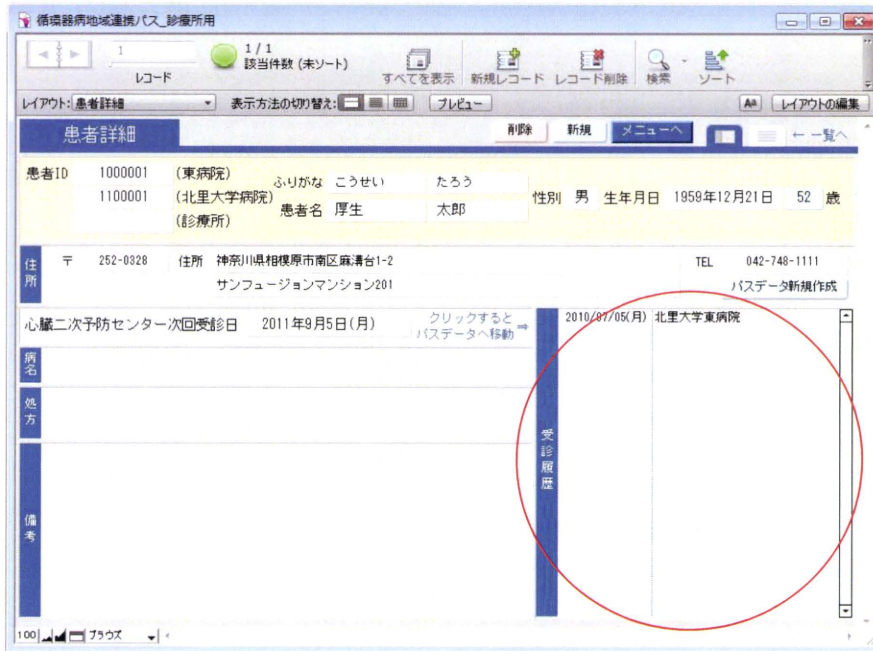 循環器病地域連携パス_診療所用
1
レコード
1 / 1
該当件数 (未ソート)
すべてを表示 新規レコード レコード削除 検索 ソート
レイアウト: 患者詳細 表示方法の切り替え: プレビュー Aa レイアウトの編集
患者詳細 削除 新規 メニューへ ← 一覧へ
患者ID 1000001 (東病院)
1100001 (北里大学病院)
(診療所)
ふりがな こうせい たろう
患者名 厚生 太郎
性別 男 生年月日 1959年12月21日 52 歳
住所 〒 252-0328 住所 神奈川県相模原市南区麻溝台1-2 TEL 042-748-1111
サンフュージョンマンション201 パスデータ新規作成
心臓二次予防センター次回受診日 2011年9月5日(月) クリックすると
パスデータへ移動 ⇒
病名
処方
備考
受診履歴
2010/07/05(月) 北里大学東病院
100 ブラウズ